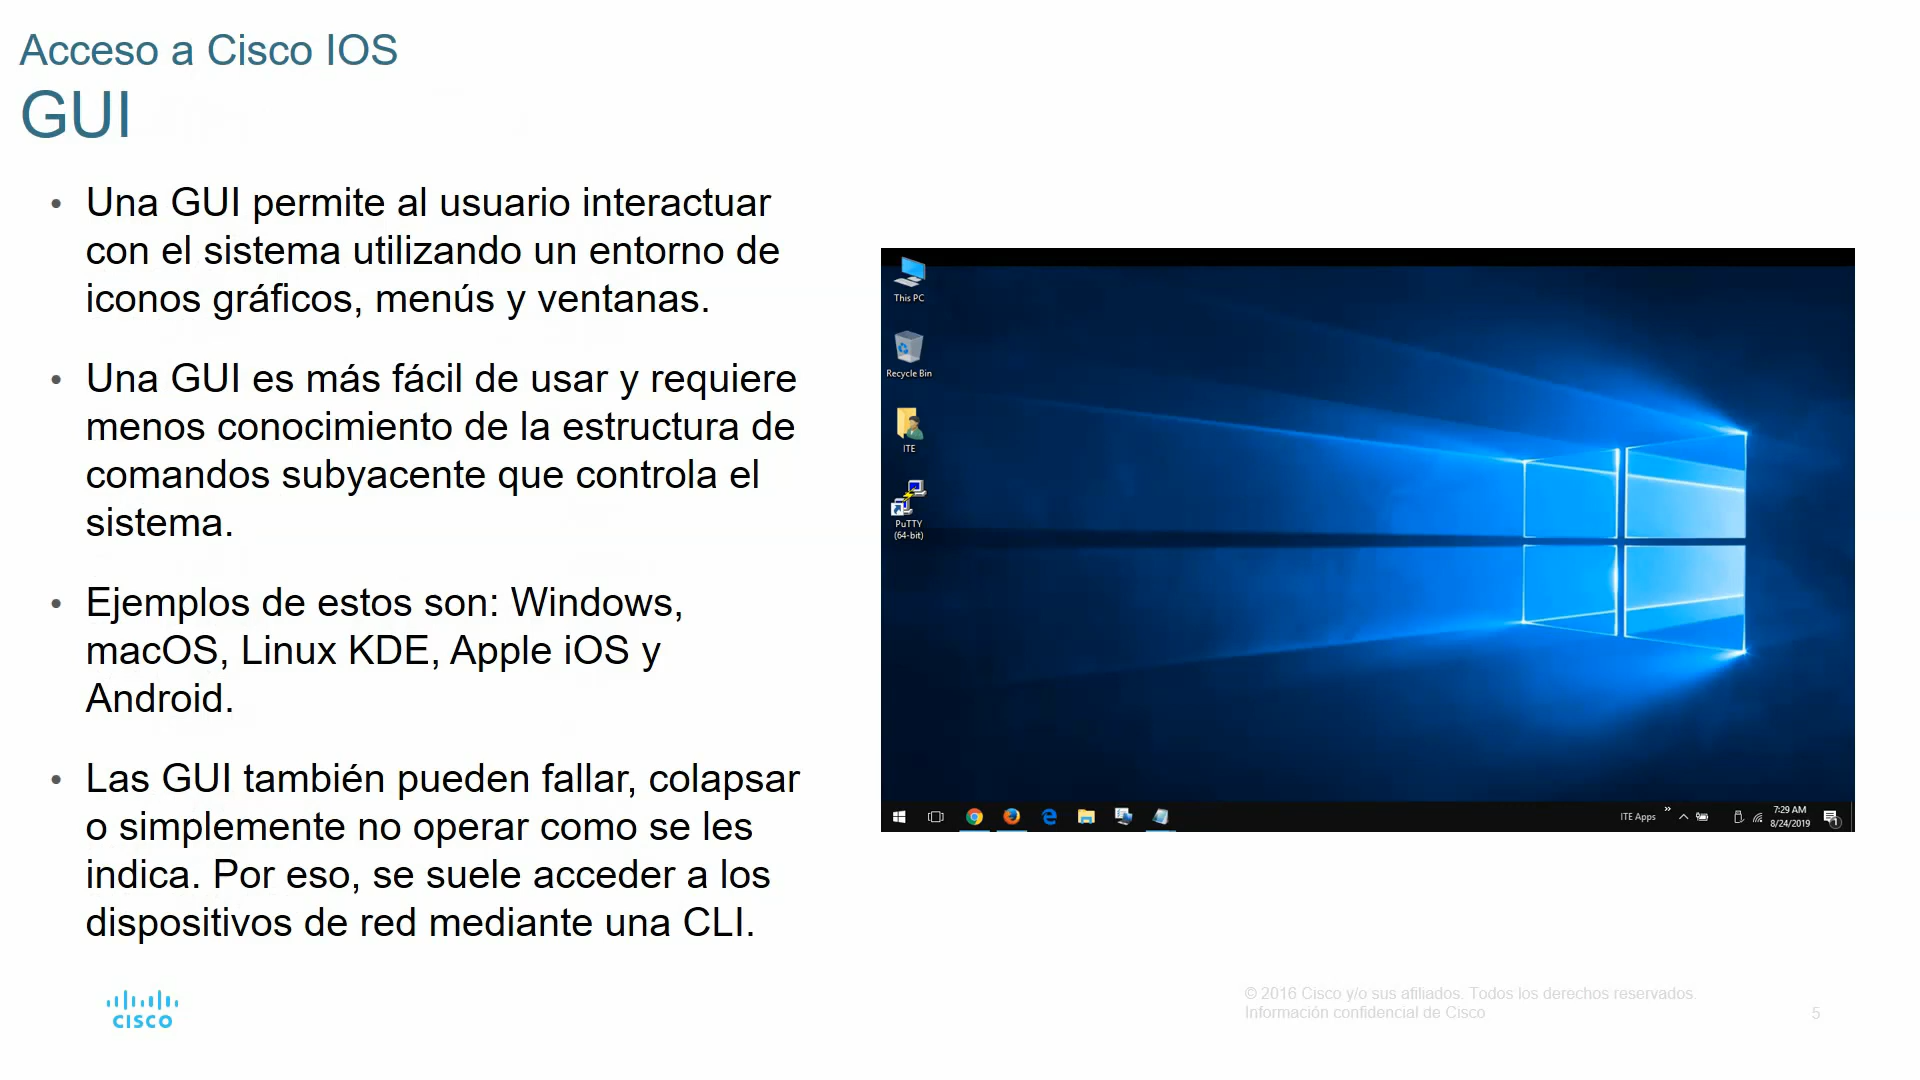 Acceso a Cisco IOS
GUI
• Una GUI permite al usuario interactuar
con el sistema utilizando un entorno de
iconos gráficos, menús y ventanas.
• Una GUI es más fácil de usar y requiere
menos conocimiento de la estructura de
comandos subyacente que controla el
sistema.
• Ejemplos de estos son: Windows,
macOS, Linux KDE, Apple iOS y
Android.
• Las GUI también pueden fallar, colapsar
o simplemente no operar como se les
indica. Por eso, se suele acceder a los
dispositivos de red mediante una CLI.
This PC
Recycle Bin
ITE
PuTTY
(64-bit)
ITE Apps
7:29 AM
8/24/2019
1
CISCO
© 2016 Cisco y/o sus afiliados. Todos los derechos reservados.
Información confidencial de Cisco
5